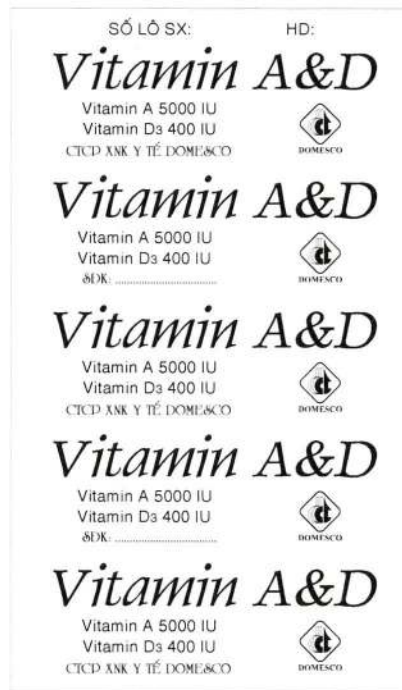 SỐ LÔ SX: HD:
Vitamin A&D
Vitamin A 5000 IU
Vitamin D3 400 IU
CTCP XNK Y TẾ DOMESCO
DOMESCO
Vitamin A&D
Vitamin A 5000 IU
Vitamin D3 400 IU
SDK: ................................
DOMESCO
Vitamin A&D
Vitamin A 5000 IU
Vitamin D3 400 IU
CTCP XNK Y TẾ DOMESCO
DOMESCO
Vitamin A&D
Vitamin A 5000 IU
Vitamin D3 400 IU
SDK: ................................
DOMESCO
Vitamin A&D
Vitamin A 5000 IU
Vitamin D3 400 IU
CTCP XNK Y TẾ DOMESCO
DOMESCO